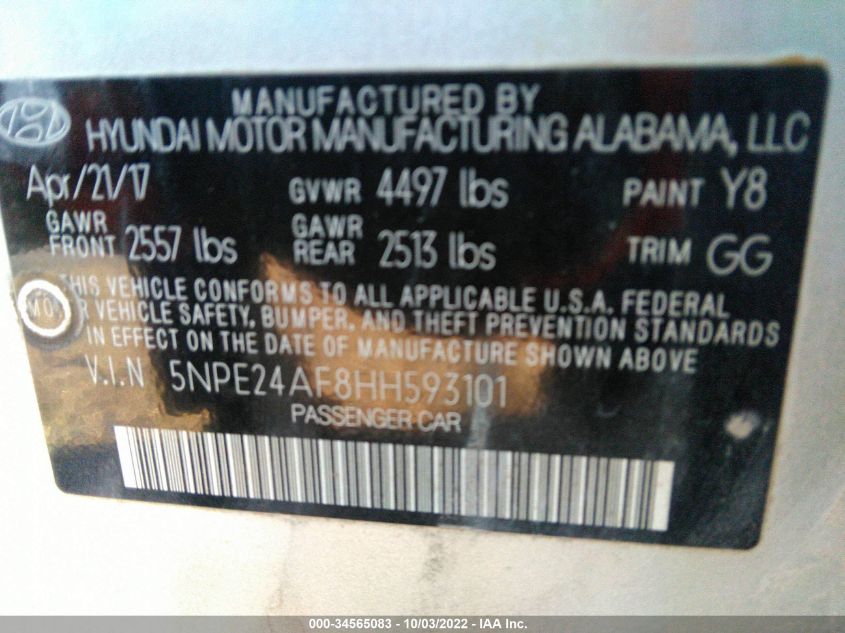 MANUFACTURED BY
HYUNDAI MOTOR MANUFACTURING ALABAMA, LLC
Apr/21/17 GVWR 4497 lbs PAINT Y8
GAWR FRONT 2557 lbs GAWR REAR 2513 lbs TRIM GG
THIS VEHICLE CONFORMS TO ALL APPLICABLE U.S.A. FEDERAL
MOTOR VEHICLE SAFETY, BUMPER, AND THEFT PREVENTION STANDARDS
IN EFFECT ON THE DATE OF MANUFACTURE SHOWN ABOVE
V.I.N 5NPE24AF8HH593101
PASSENGER CAR
000-34565083 - 10/03/2022 - IAA Inc.